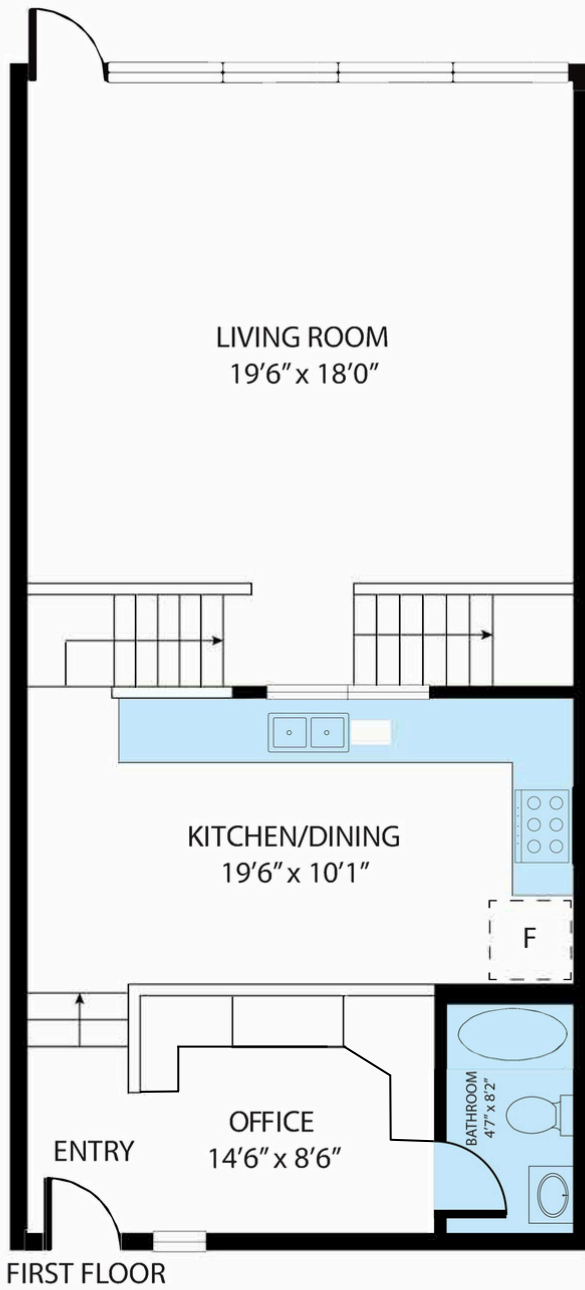 LIVING ROOM
19’6” x 18’0”
KITCHEN/DINING
19’6” x 10’1”
F
BATHROOM
4’7” x 8’2”
OFFICE
14’6” x 8’6”
ENTRY
FIRST FLOOR